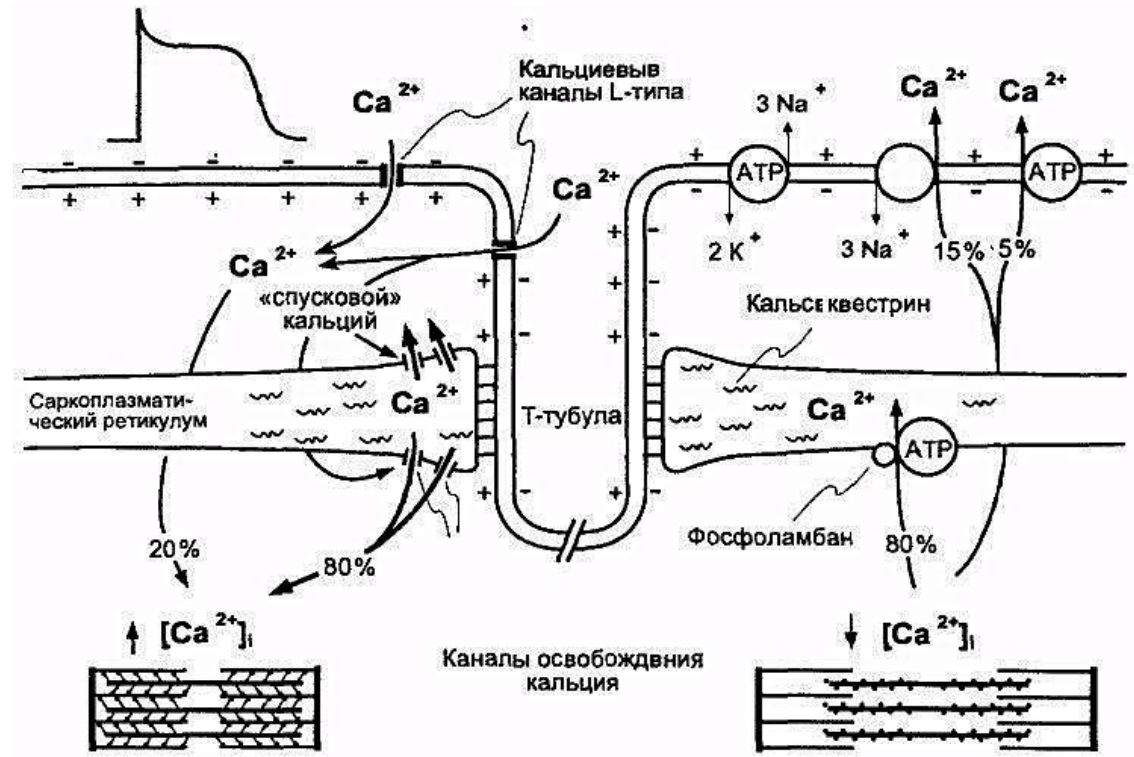 Кальциевыв
каналы L-типа
Ca 2+
3 Na +
Ca 2+
Ca 2+
- - - - - -
+ + + +
ATP
ATP
+ + + + + +
- - - -
Ca 2+
2 K +
3 Na +
15% 5%
+ -
Ca 2+
«спусковой»
кальций
+ -
+ -
Кальсеквестрин
+ -
+ -
Саркоплазмати-
ческий ретикулум
Ca 2+
Т-тубула
Ca 2+
ATP
+ -
+ -
Фосфоламбан
20%
80%
80%
[Ca 2+]i
[Ca 2+]i
Каналы освобождвния
кальция